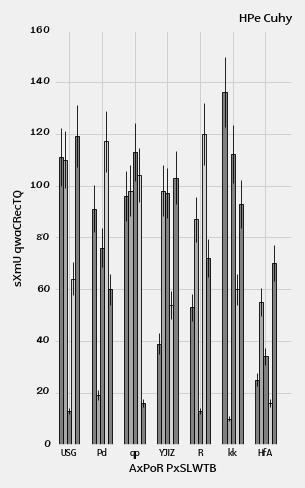 HPe Cuhy
160
140
120
100
80
60
40
20
0
sXmU qwaCRecTQ
USG Pd qp YJIZ R kk HfA
AxPoR PxSLWTB